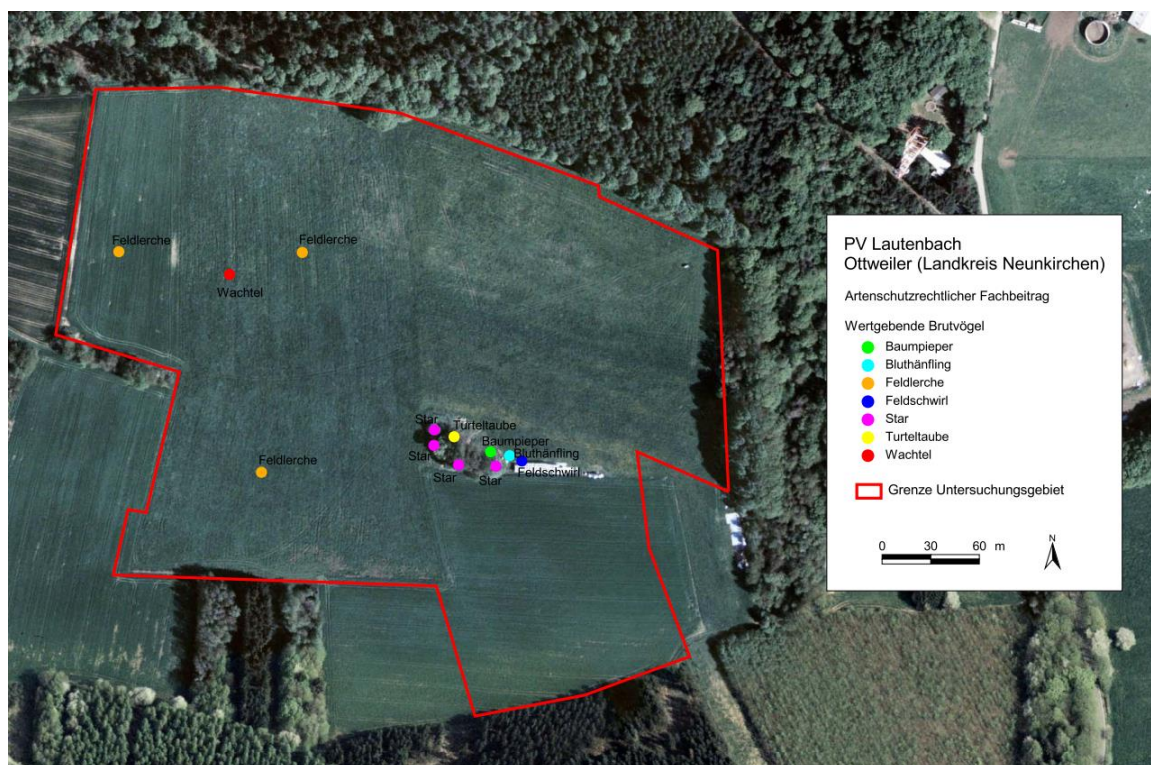 Feldlerche
Feldlerche
Wachtel
Star
Turteltaube
Star
Baumpieper
Bluthänfling
Feldlerche
Star
Star
Feldschwirl
PV Lautenbach
Ottweiler (Landkreis Neunkirchen)
Artenschutzrechtlicher Fachbeitrag
Wertgebende Brutvögel
Baumpieper
Bluthänfling
Feldlerche
Feldschwirl
Star
Turteltaube
Wachtel
Grenze Untersuchungsgebiet
0 30 60 m
N